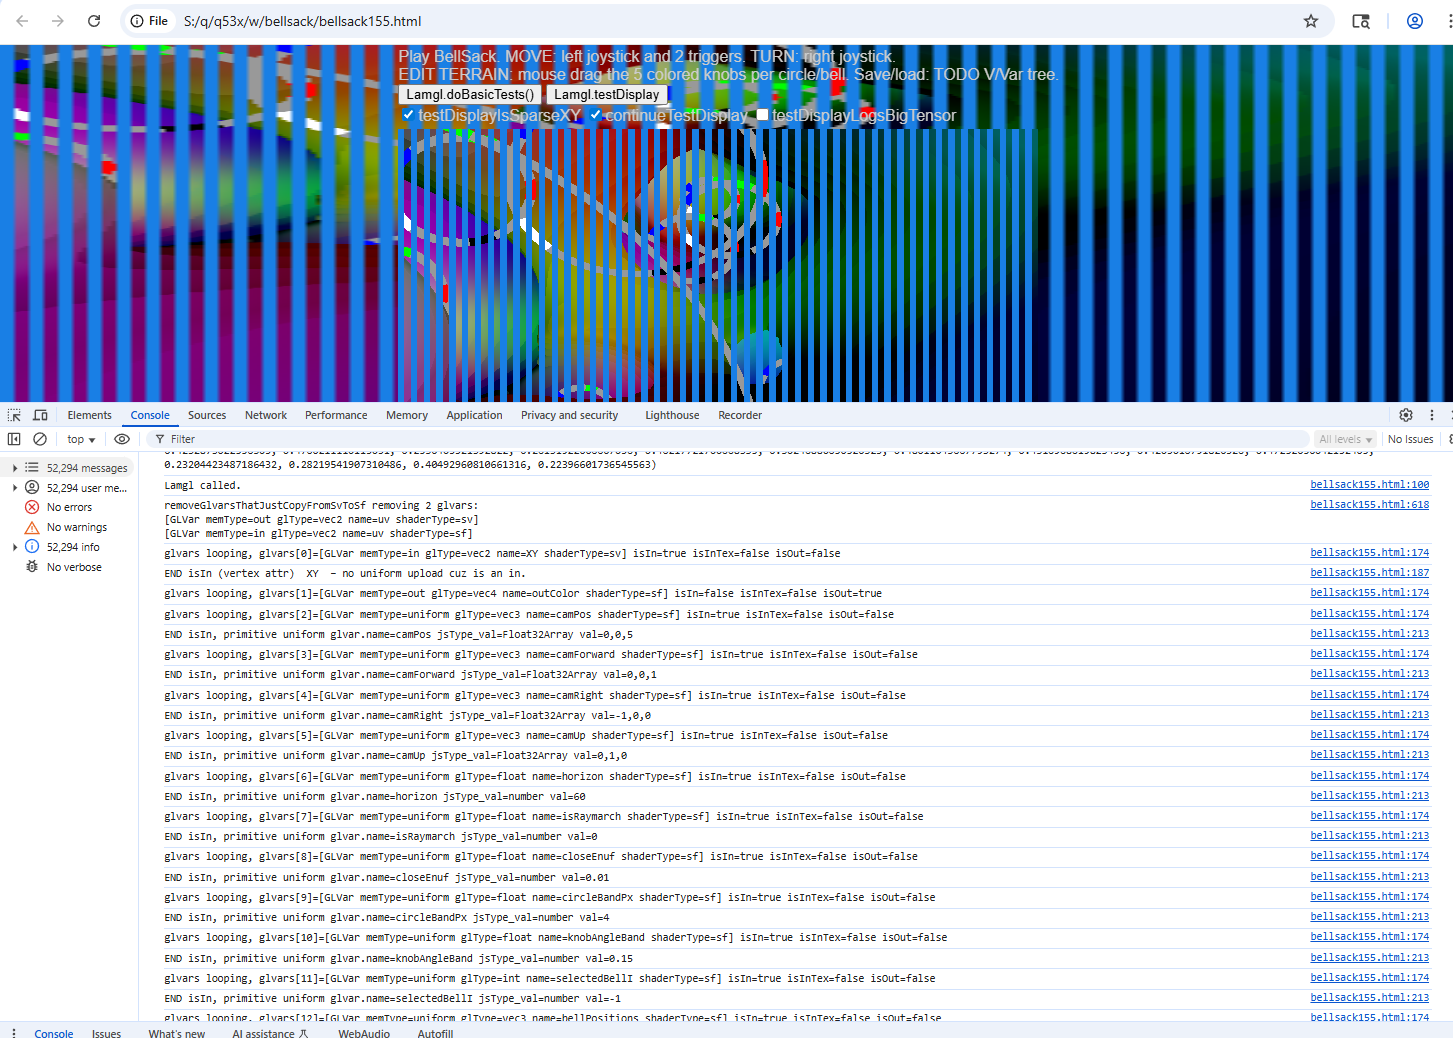 File S:/q/q53x/w/bellsack/bellsack155.html
Play BellSack. MOVE: left joystick and 2 triggers. TURN: right joystick.
EDIT TERRAIN: mouse drag the 5 colored knobs per circle/bell. Save/load: TODO V/Var tree.
Lamgl.doBasicTests() Lamgl.testDisplay
testDisplayIsSparseXY continueTestDisplay testDisplayLogsBigTensor
Elements Console Sources Network Performance Memory Application Privacy and security Lighthouse Recorder
top Filter All levels No Issues
52,294 messages
52,294 user me...
No errors
No warnings
52,294 info
No verbose
0.23204423487186432, 0.28219541907310486, 0.40492960810661316, 0.22396601736545563)
Lamgl called. bellsack155.html:100
removeGlvarsThatJustCopyFromSvToSf removing 2 glvars: bellsack155.html:618
[GLVar memType=out glType=vec2 name=uv shaderType=sv]
[GLVar memType=in glType=vec2 name=uv shaderType=sf]
glvars looping, glvars[0]=[GLVar memType=in glType=vec2 name=XY shaderType=sv] isIn=true isInTex=false isOut=false bellsack155.html:174
END isIn (vertex attr)  XY  - no uniform upload cuz is an in. bellsack155.html:187
glvars looping, glvars[1]=[GLVar memType=out glType=vec4 name=outColor shaderType=sf] isIn=false isInTex=false isOut=true bellsack155.html:174
glvars looping, glvars[2]=[GLVar memType=uniform glType=vec3 name=camPos shaderType=sf] isIn=true isInTex=false isOut=false bellsack155.html:174
END isIn, primitive uniform glvar.name=camPos jsType_val=Float32Array val=0,0,5 bellsack155.html:213
glvars looping, glvars[3]=[GLVar memType=uniform glType=vec3 name=camForward shaderType=sf] isIn=true isInTex=false isOut=false bellsack155.html:174
END isIn, primitive uniform glvar.name=camForward jsType_val=Float32Array val=0,0,1 bellsack155.html:213
glvars looping, glvars[4]=[GLVar memType=uniform glType=vec3 name=camRight shaderType=sf] isIn=true isInTex=false isOut=false bellsack155.html:174
END isIn, primitive uniform glvar.name=camRight jsType_val=Float32Array val=-1,0,0 bellsack155.html:213
glvars looping, glvars[5]=[GLVar memType=uniform glType=vec3 name=camUp shaderType=sf] isIn=true isInTex=false isOut=false bellsack155.html:174
END isIn, primitive uniform glvar.name=camUp jsType_val=Float32Array val=0,1,0 bellsack155.html:213
glvars looping, glvars[6]=[GLVar memType=uniform glType=float name=horizon shaderType=sf] isIn=true isInTex=false isOut=false bellsack155.html:174
END isIn, primitive uniform glvar.name=horizon jsType_val=number val=60 bellsack155.html:213
glvars looping, glvars[7]=[GLVar memType=uniform glType=float name=isRaymarch shaderType=sf] isIn=true isInTex=false isOut=false bellsack155.html:174
END isIn, primitive uniform glvar.name=isRaymarch jsType_val=number val=0 bellsack155.html:213
glvars looping, glvars[8]=[GLVar memType=uniform glType=float name=closeEnuf shaderType=sf] isIn=true isInTex=false isOut=false bellsack155.html:174
END isIn, primitive uniform glvar.name=closeEnuf jsType_val=number val=0.01 bellsack155.html:213
glvars looping, glvars[9]=[GLVar memType=uniform glType=float name=circleBandPx shaderType=sf] isIn=true isInTex=false isOut=false bellsack155.html:174
END isIn, primitive uniform glvar.name=circleBandPx jsType_val=number val=4 bellsack155.html:213
glvars looping, glvars[10]=[GLVar memType=uniform glType=float name=knobAngleBand shaderType=sf] isIn=true isInTex=false isOut=false bellsack155.html:174
END isIn, primitive uniform glvar.name=knobAngleBand jsType_val=number val=0.15 bellsack155.html:213
glvars looping, glvars[11]=[GLVar memType=uniform glType=int name=selectedBellI shaderType=sf] isIn=true isInTex=false isOut=false bellsack155.html:174
END isIn, primitive uniform glvar.name=selectedBellI jsType_val=number val=-1 bellsack155.html:213
glvars looping, glvars[12]=[GLVar memType=uniform glType=vec3 name=bellPositions shaderType=sf] isIn=true isInTex=false isOut=false bellsack155.html:174
Console Issues What's new AI assistance WebAudio Autofill